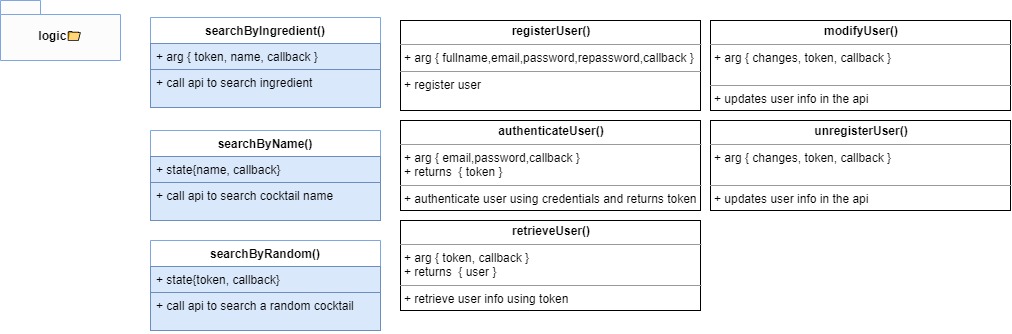 logic
searchByIngredient()
+ arg { token, name, callback }
+ call api to search ingredient
searchByName()
+ state{name, callback}
+ call api to search cocktail name
searchByRandom()
+ state{token, callback}
+ call api to search a random cocktail
registerUser()
+ arg { fullname,email,password,repassword,callback }
+ register user
authenticateUser()
+ arg { email,password,callback }
+ returns  { token }
+ authenticate user using credentials and returns token
retrieveUser()
+ arg { token, callback }
+ returns  { user }
+ retrieve user info using token
modifyUser()
+ arg { changes, token, callback }
+ updates user info in the api
unregisterUser()
+ arg { changes, token, callback }
+ updates user info in the api